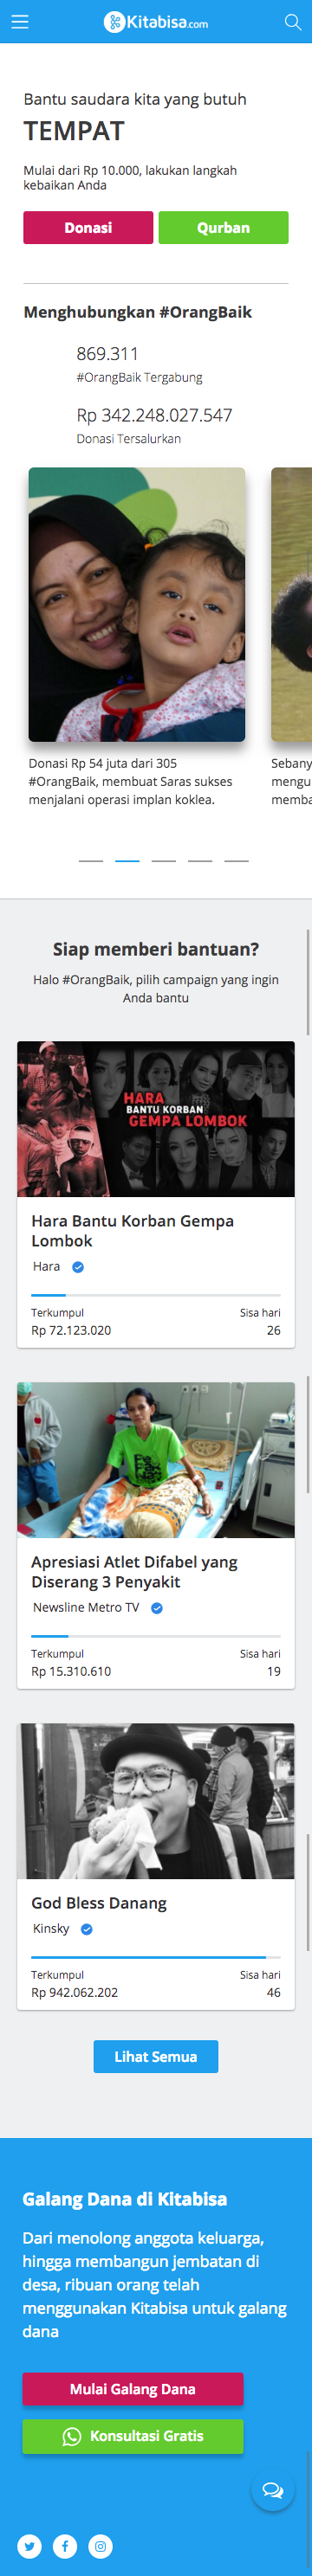 Kitabisa.com
Bantu saudara kita yang butuh
TEMPAT
Mulai dari Rp 10.000, lakukan langkah
kebaikan Anda
Donasi
Qurban
Menghubungkan #OrangBaik
869.311
#OrangBaik Tergabung
Rp 342.248.027.547
Donasi Tersalurkan
Donasi Rp 54 juta dari 305
#OrangBaik, membuat Saras sukses
menjalani operasi implan koklea.
Sebany
mengu
memba
Siap memberi bantuan?
Halo #OrangBaik, pilih campaign yang ingin
Anda bantu
HARA
BANTU KORBAN
GEMPA LOMBOK
Hara Bantu Korban Gempa
Lombok
Hara
Terkumpul
Sisa hari
Rp 72.123.020
26
Apresiasi Atlet Difabel yang
Diserang 3 Penyakit
Newsline Metro TV
Terkumpul
Sisa hari
Rp 15.310.610
19
God Bless Danang
Kinsky
Terkumpul
Sisa hari
Rp 942.062.202
46
Lihat Semua
Galang Dana di Kitabisa
Dari menolong anggota keluarga,
hingga membangun jembatan di
desa, ribuan orang telah
menggunakan Kitabisa untuk galang
dana
Mulai Galang Dana
Konsultasi Gratis